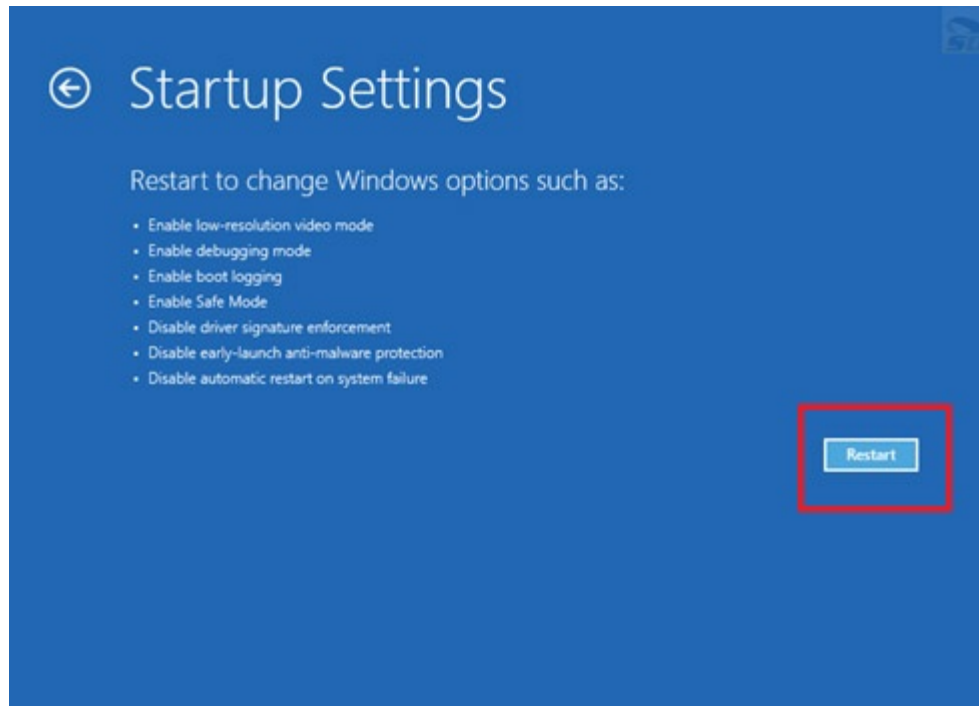 Startup Settings
Restart to change Windows options such as:
• Enable low-resolution video mode
• Enable debugging mode
• Enable boot logging
• Enable Safe Mode
• Disable driver signature enforcement
• Disable early-launch anti-malware protection
• Disable automatic restart on system failure
Restart